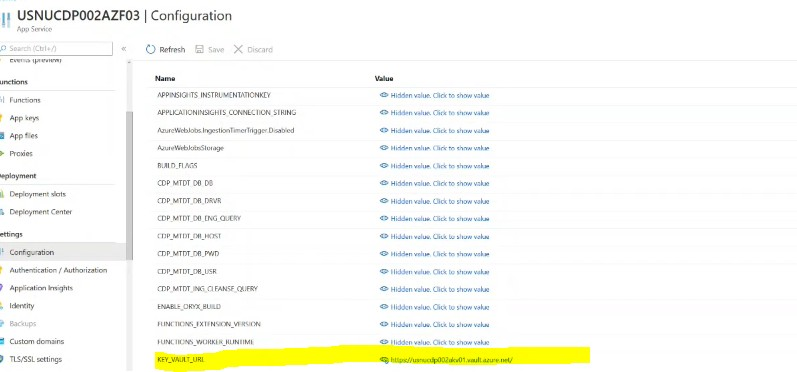 USNUCDP002AZF03 | Configuration
App Service
Search (Ctrl+/)
«
Refresh
Save
Discard
Events (preview)
Functions
Functions
App keys
App files
Proxies
Deployment
Deployment slots
Deployment Center
Settings
Configuration
Authentication / Authorization
Application Insights
Identity
Backups
Custom domains
TLS/SSL settings
Name Value
APPINSIGHTS_INSTRUMENTATIONKEY Hidden value. Click to show value
APPLICATIONINSIGHTS_CONNECTION_STRING Hidden value. Click to show value
AzureWebJobs.IngestionTimerTrigger.Disabled Hidden value. Click to show value
AzureWebJobsStorage Hidden value. Click to show value
BUILD_FLAGS Hidden value. Click to show value
CDP_MTDT_DB_DB Hidden value. Click to show value
CDP_MTDT_DB_DRVR Hidden value. Click to show value
CDP_MTDT_DB_ENG_QUERY Hidden value. Click to show value
CDP_MTDT_DB_HOST Hidden value. Click to show value
CDP_MTDT_DB_PWD Hidden value. Click to show value
CDP_MTDT_DB_USR Hidden value. Click to show value
CDP_MTDT_ING_CLEANSE_QUERY Hidden value. Click to show value
ENABLE_ORYX_BUILD Hidden value. Click to show value
FUNCTIONS_EXTENSION_VERSION Hidden value. Click to show value
FUNCTIONS_WORKER_RUNTIME Hidden value. Click to show value
KEY_VAULT_URL https://usnucdp002akv01.vault.azure.net/